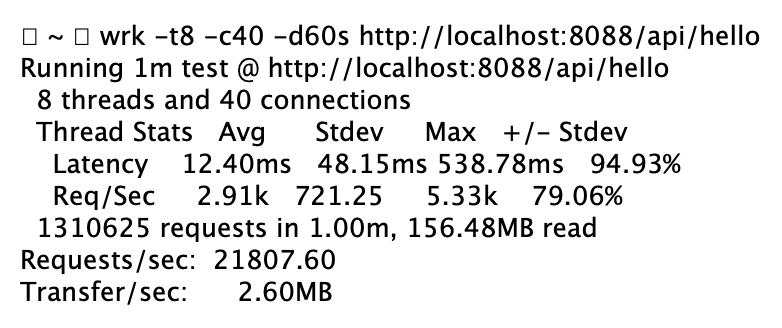 ~ wrk -t8 -c40 -d60s http://localhost:8088/api/hello
Running 1m test @ http://localhost:8088/api/hello
8 threads and 40 connections
Thread Stats Avg Stdev Max +/- Stdev
Latency 12.40ms 48.15ms 538.78ms 94.93%
Req/Sec 2.91k 721.25 5.33k 79.06%
1310625 requests in 1.00m, 156.48MB read
Requests/sec: 21807.60
Transfer/sec: 2.60MB